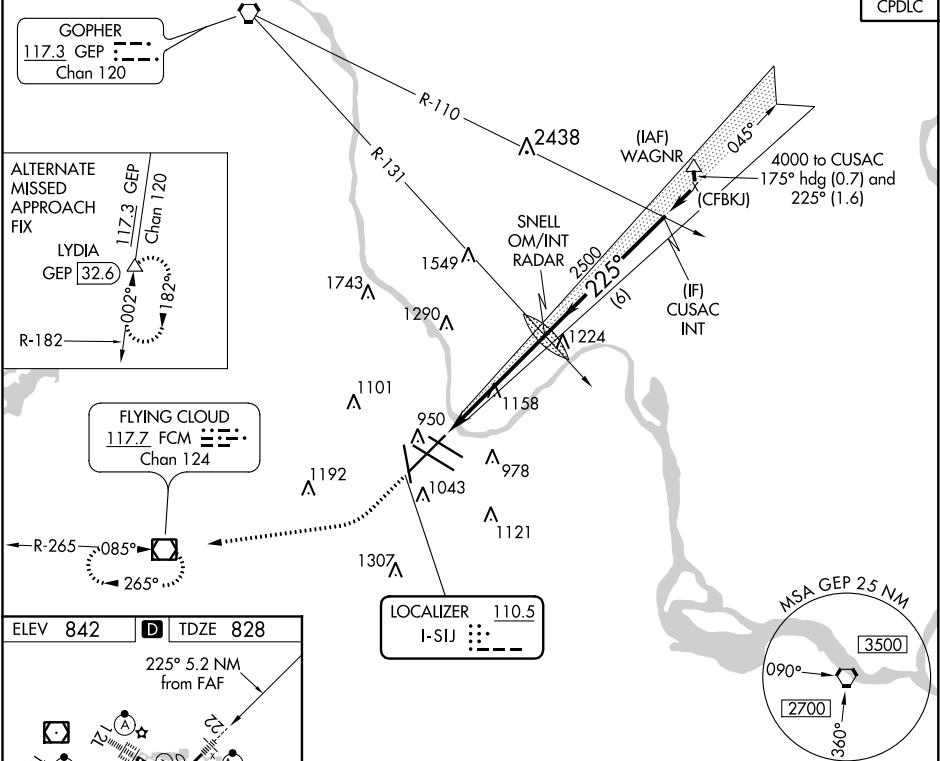 CPDLC
GOPHER
117.3 GEP
Chan 120
R-110
R-131
2438
(IAF)
WAGNR
045°
4000 to CUSAC
175° hdg (0.7) and
225° (1.6)
(CFBKJ)
ALTERNATE
MISSED
APPROACH
FIX
117.3 GEP
Chan 120
LYDIA
GEP 32.6
002°
182°
R-182
SNELL
OM/INT
RADAR
2500
225°
(6)
(IF)
CUSAC
INT
1549
1743
1290
1224
1101
1158
950
978
1192
1043
1121
1307
FLYING CLOUD
117.7 FCM
Chan 124
R-265
085°
265°
LOCALIZER 110.5
I-SIJ
MSA GEP 25 NM
3500
090°
2700
360°
ELEV 842 D TDZE 828
225° 5.2 NM
from FAF
22
A
12L